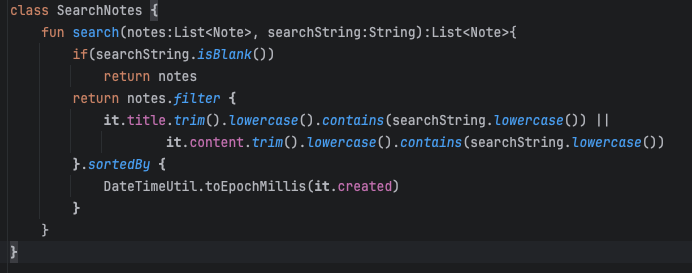 class SearchNotes {
    fun search(notes:List<Note>, searchString:String):List<Note>{
        if(searchString.isBlank())
            return notes
        return notes.filter {
            it.title.trim().lowercase().contains(searchString.lowercase()) ||
                    it.content.trim().lowercase().contains(searchString.lowercase())
        }.sortedBy {
            DateTimeUtil.toEpochMillis(it.created)
        }
    }
}